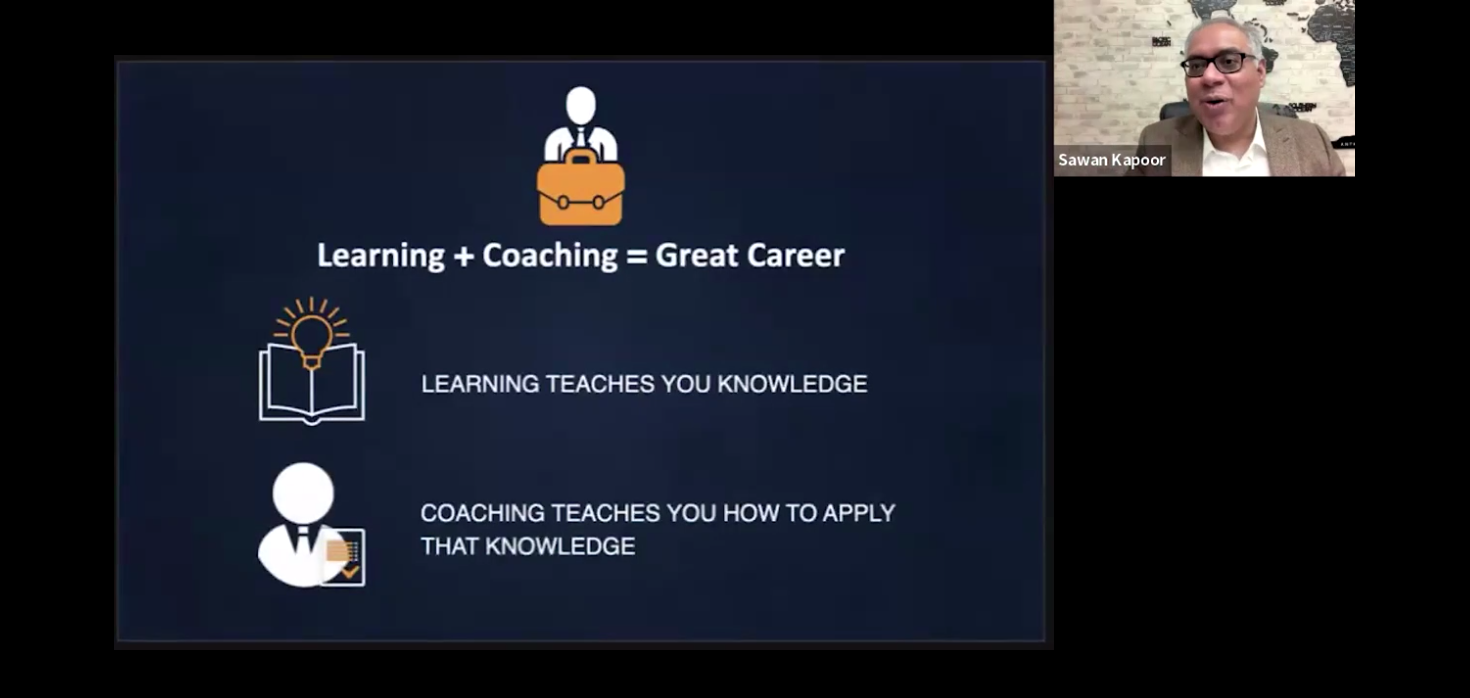 Learning + Coaching = Great Career
LEARNING TEACHES YOU KNOWLEDGE
COACHING TEACHES YOU HOW TO APPLY
THAT KNOWLEDGE
Sawan Kapoor